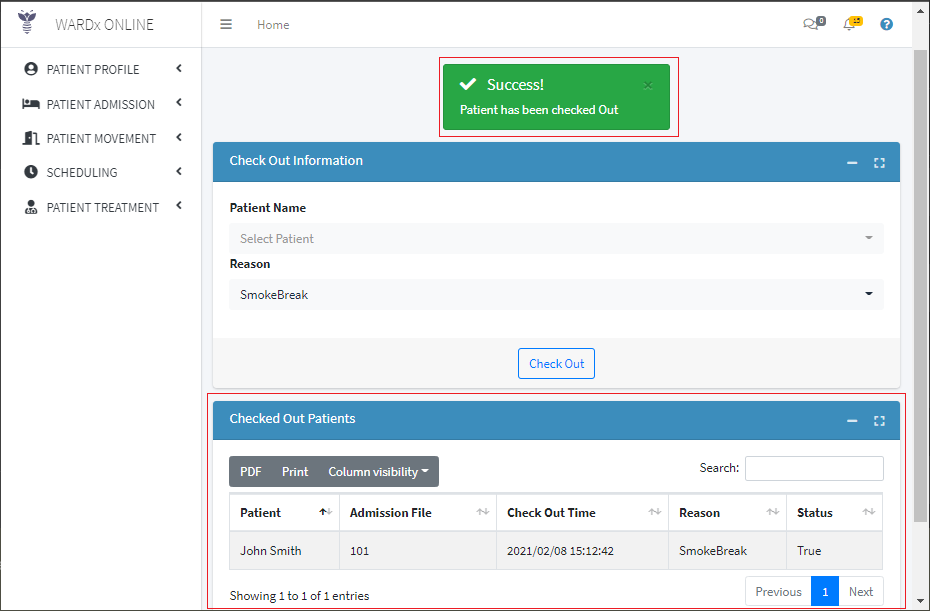 WARDx ONLINE
Home
0
15
PATIENT PROFILE
PATIENT ADMISSION
PATIENT MOVEMENT
SCHEDULING
PATIENT TREATMENT
Success!
×
Patient has been checked Out
Check Out Information
Patient Name
Select Patient
Reason
SmokeBreak
Check Out
Checked Out Patients
PDF Print Column visibility
Search:
Patient Admission File Check Out Time Reason Status
John Smith 101 2021/02/08 15:12:42 SmokeBreak True
Showing 1 to 1 of 1 entries
Previous 1 Next